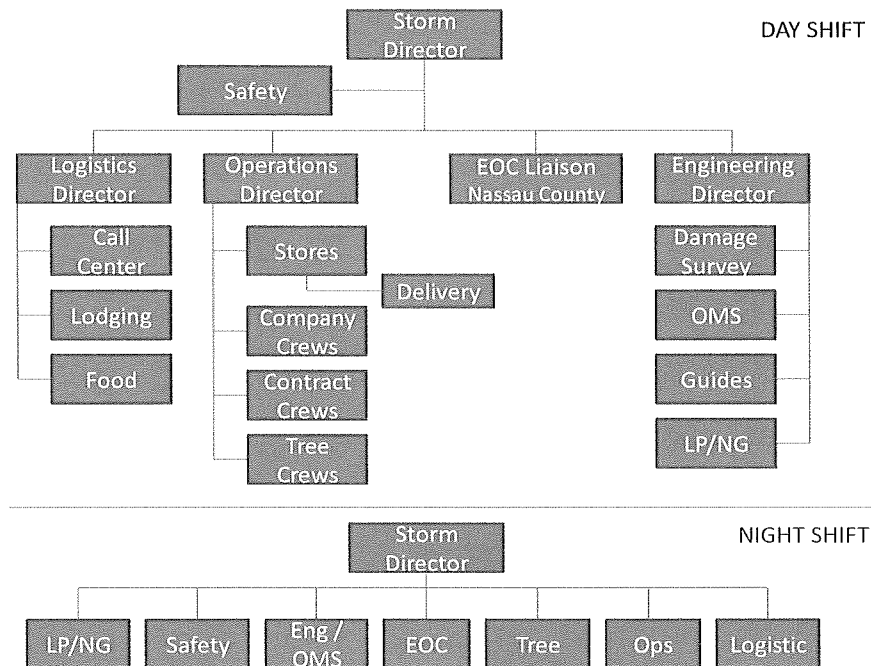 DAY SHIFT
Storm
Director
Safety
Logistics
Director
Operations
Director
EOC Liaison
Nassau County
Engineering
Director
Call
Center
Lodging
Food
Stores
Delivery
Company
Crews
Contract
Crews
Tree
Crews
Damage
Survey
OMS
Guides
LP/NG
NIGHT SHIFT
Storm
Director
LP/NG
Safety
Eng /
OMS
EOC
Tree
Ops
Logistic